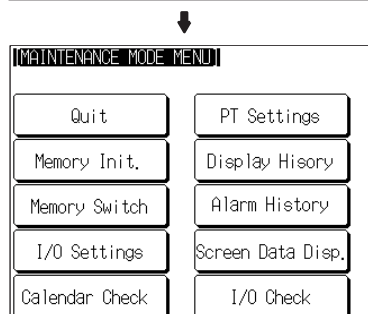 [MAINTENANCE MODE MENU]
Quit
PT Settings
Memory Init.
Display Hisory
Memory Switch
Alarm History
I/O Settings
Screen Data Disp.
Calendar Check
I/O Check